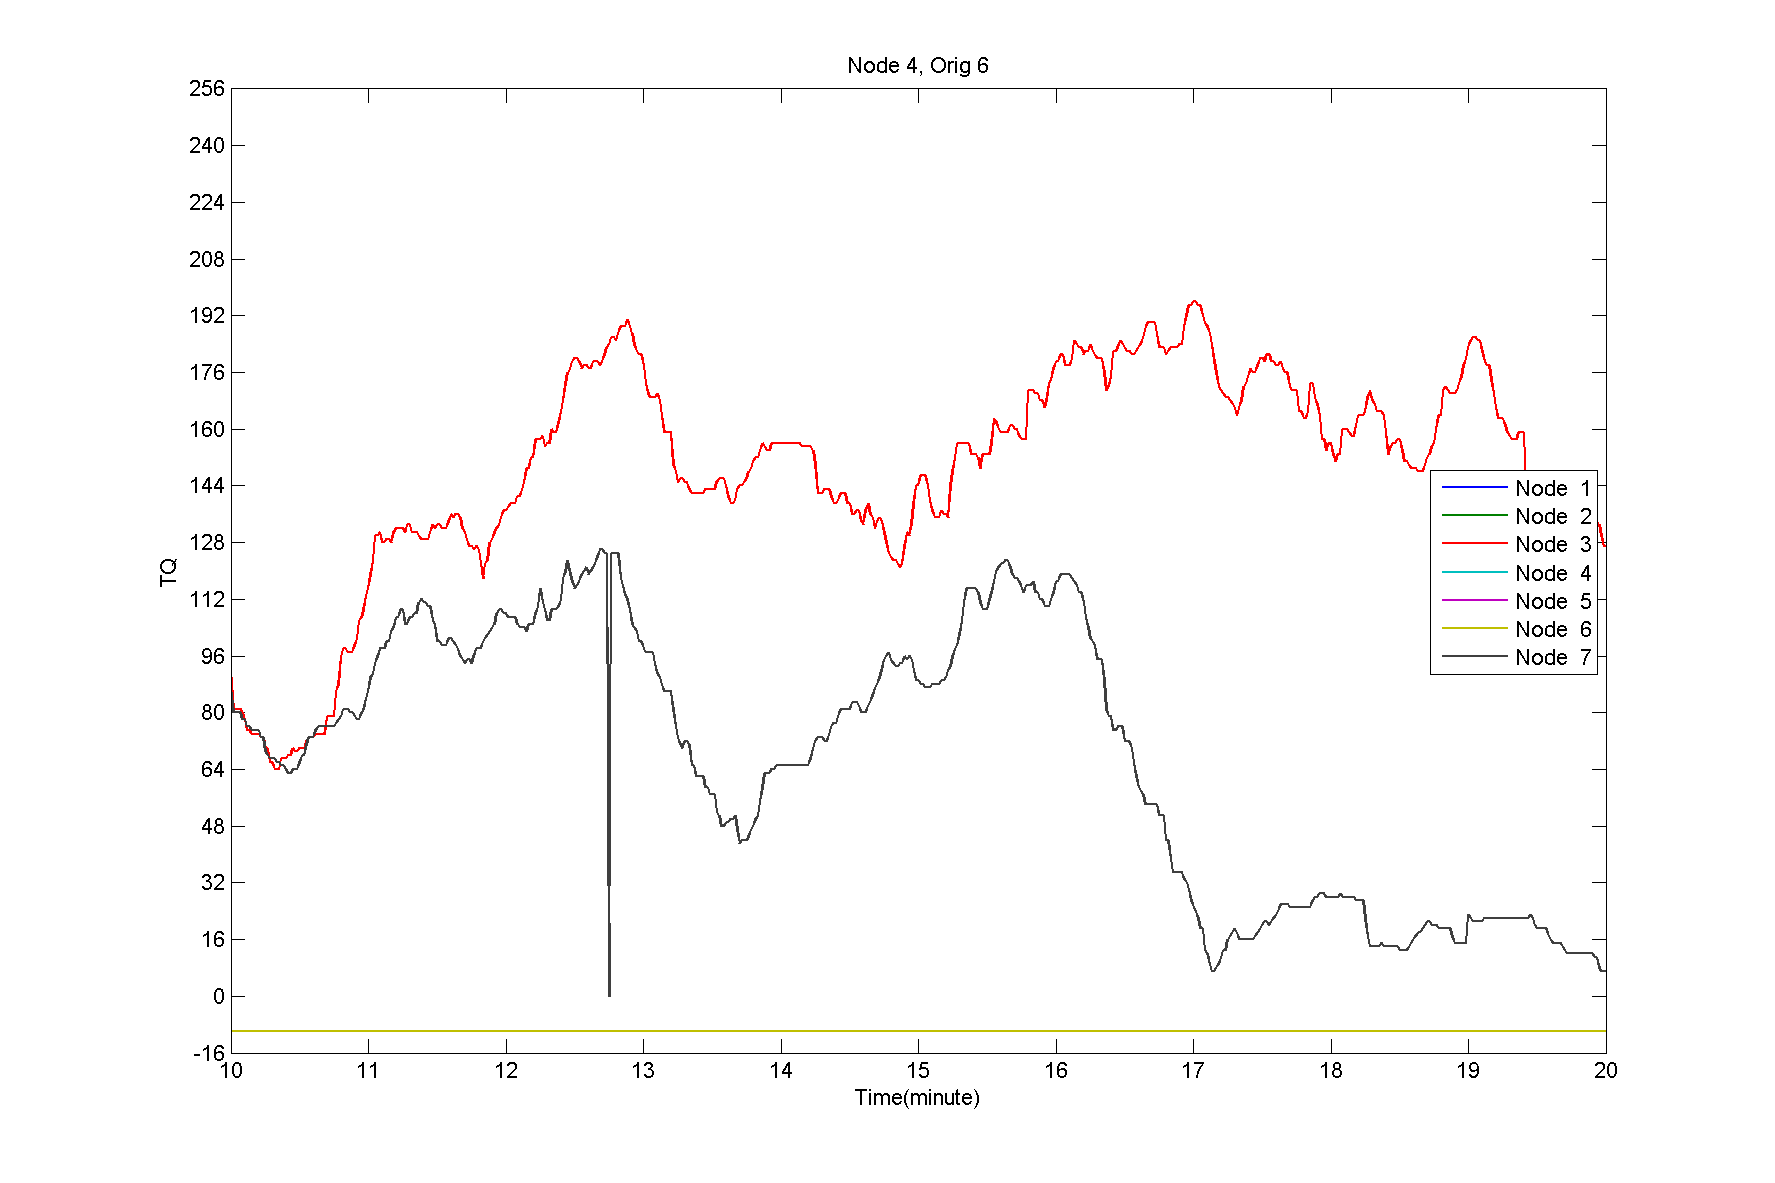 Node 4, Orig 6
256
240
224
208
192
176
160
144
128
112
96
80
64
48
32
16
0
-16
TQ
Node 1
Node 2
Node 3
Node 4
Node 5
Node 6
Node 7
10 11 12 13 14 15 16 17 18 19 20
Time(minute)